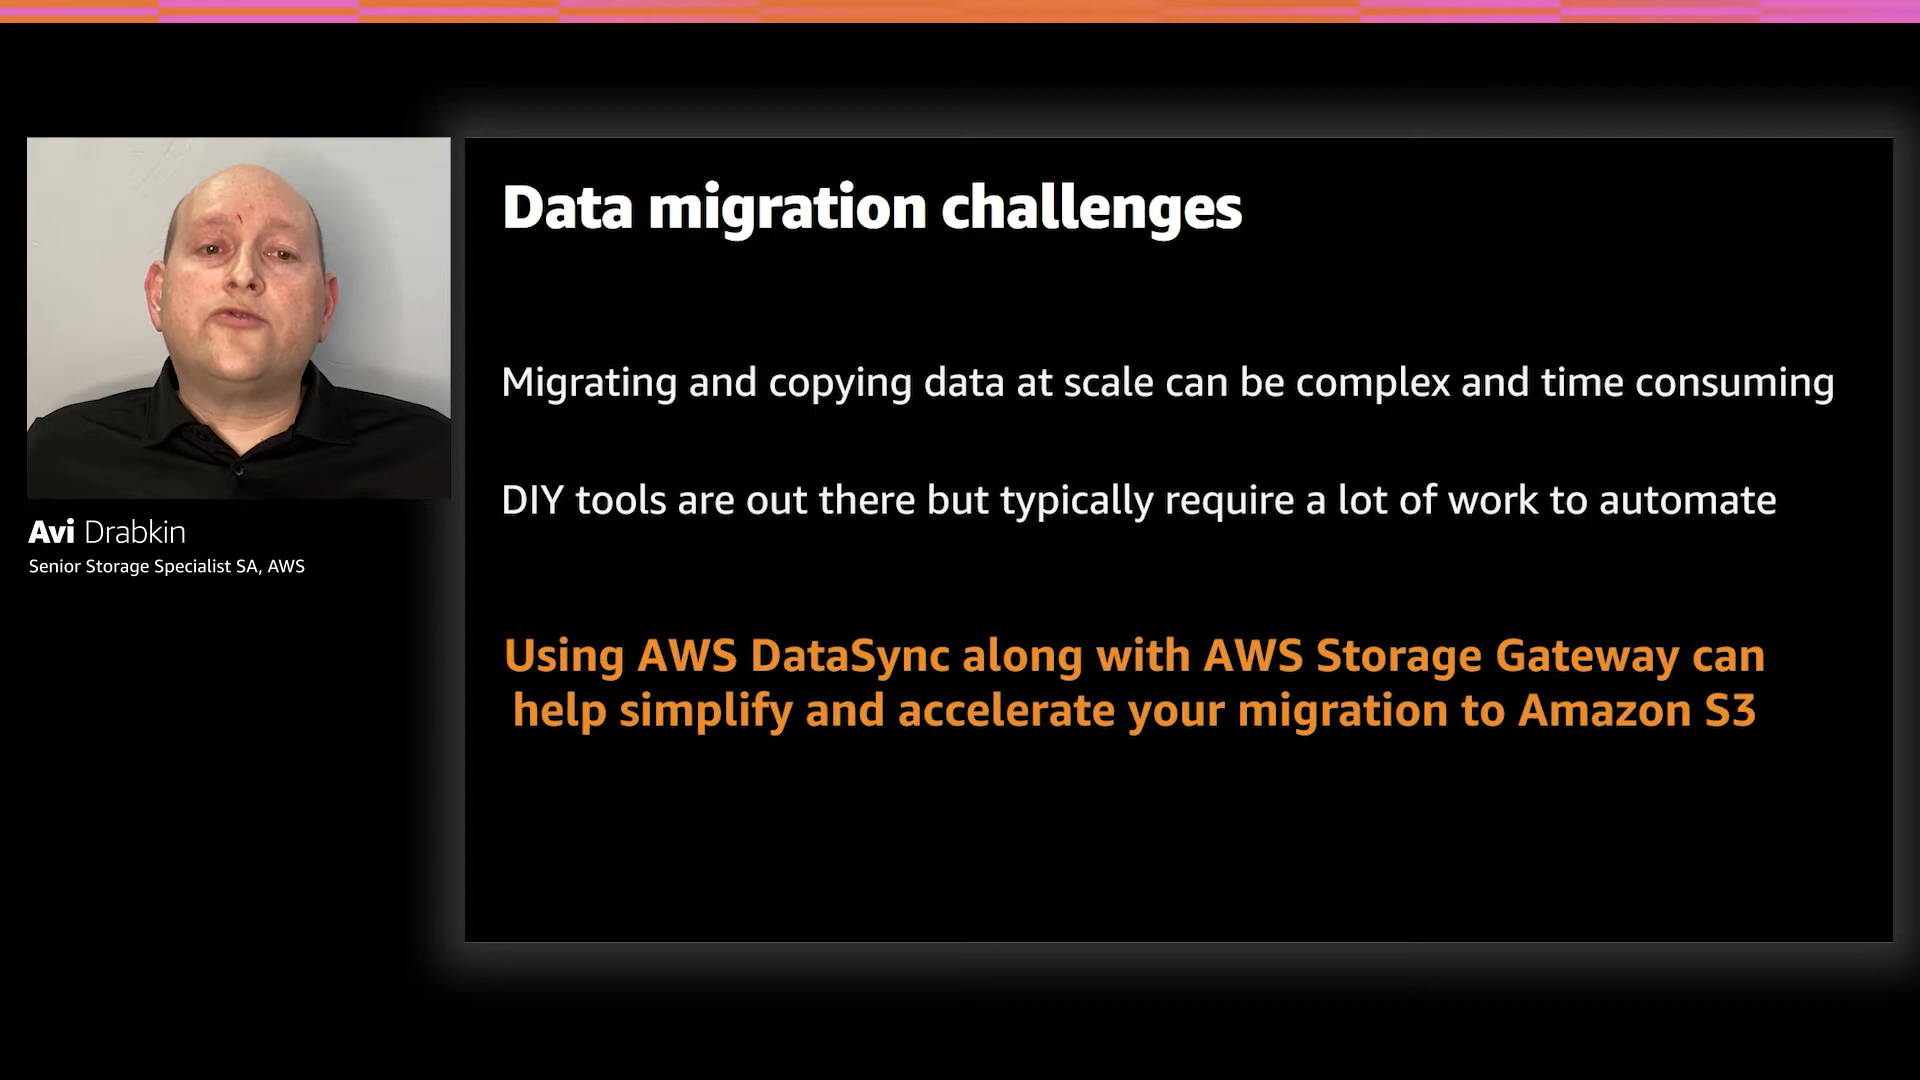 Data migration challenges
Migrating and copying data at scale can be complex and time consuming
DIY tools are out there but typically require a lot of work to automate
Using AWS DataSync along with AWS Storage Gateway can
help simplify and accelerate your migration to Amazon S3
Avi Drabkin
Senior Storage Specialist SA, AWS